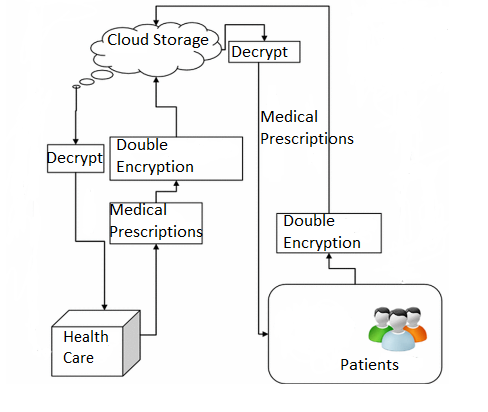 Cloud Storage
Decrypt
Medical
Prescriptions
Double
Encryption
Decrypt
Medical
Prescriptions
Double
Encryption
Health
Care
Patients